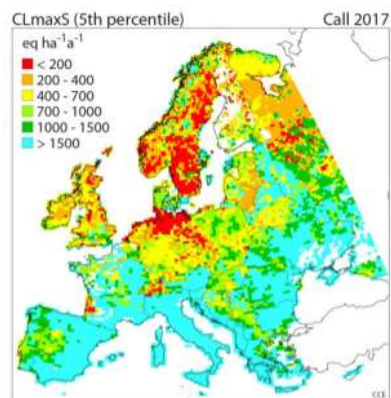 CLmaxS (5th percentile) Call 2017
eq ha⁻¹a⁻¹
< 200
200 - 400
400 - 700
700 - 1000
1000 - 1500
> 1500
CCE